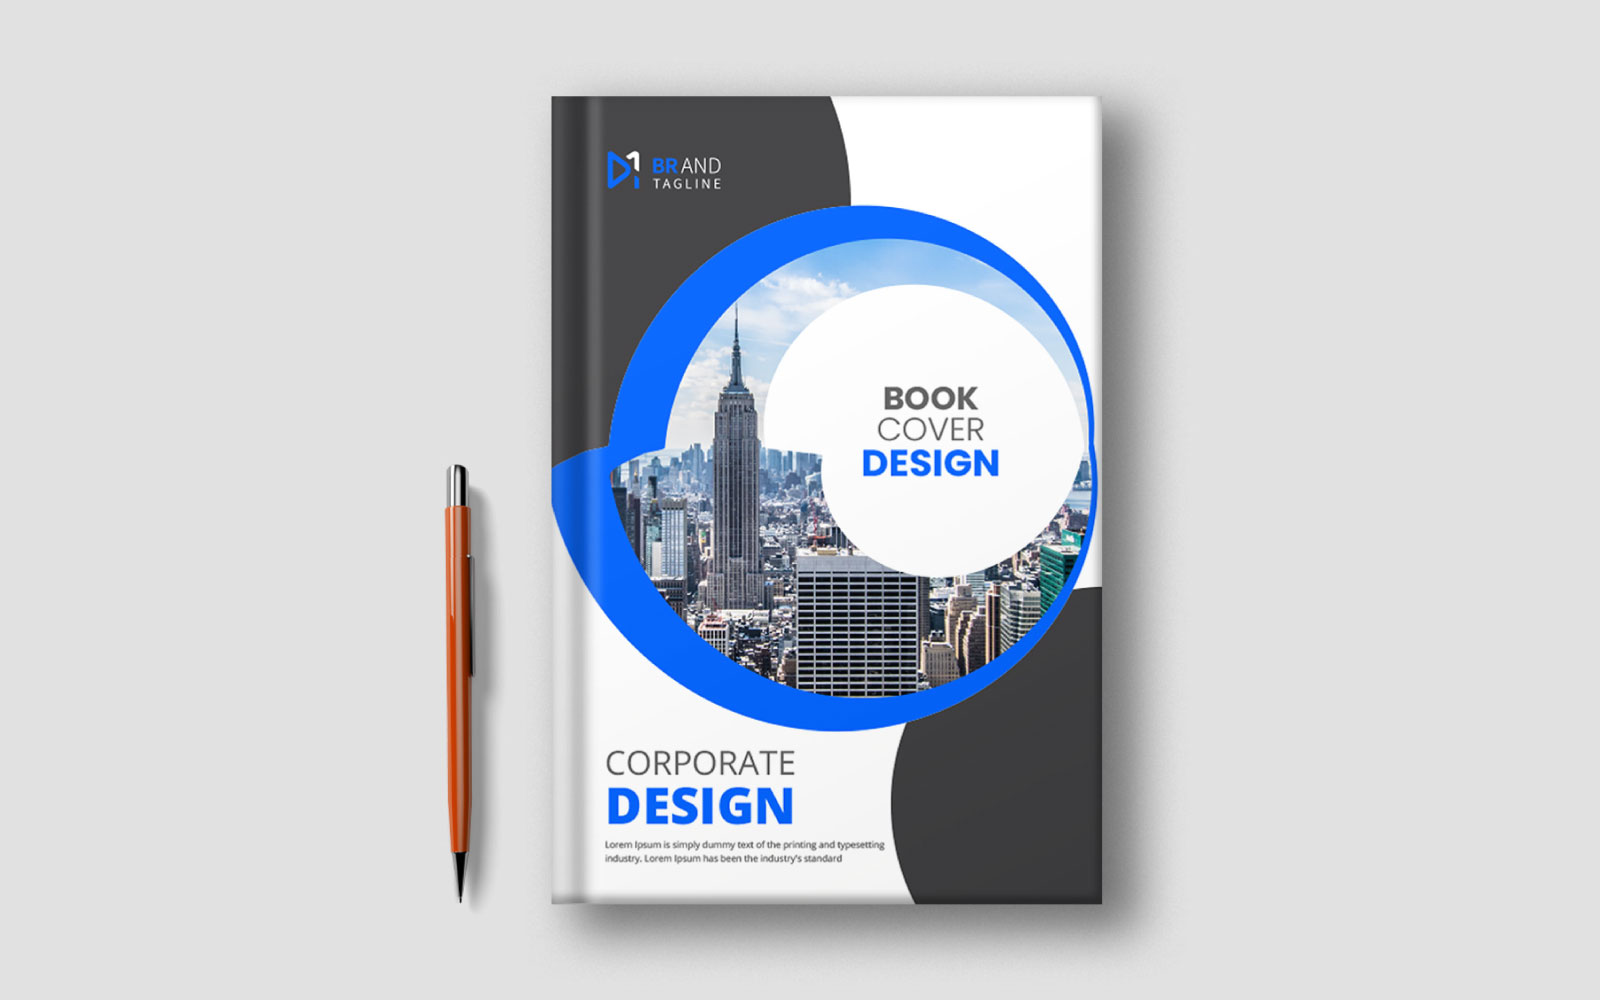 BRAND
TAGLINE
BOOK
COVER
DESIGN
CORPORATE
DESIGN
Lorem Ipsum is simply dummy text of the printing and typesetting
industry. Lorem Ipsum has been the industry's standard